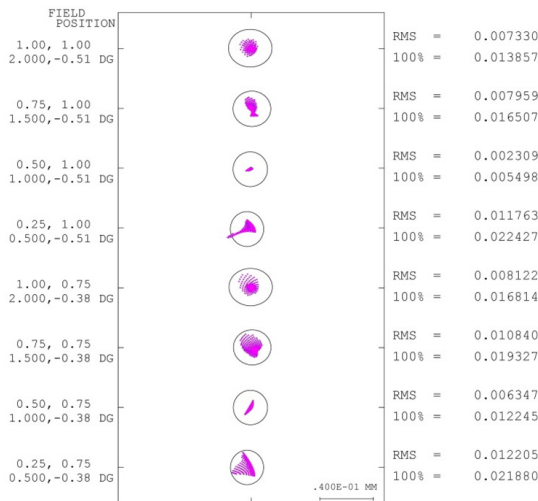 FIELD
POSITION
1.00, 1.00
2.000,-0.51 DG
RMS = 0.007330
100% = 0.013857
0.75, 1.00
1.500,-0.51 DG
RMS = 0.007959
100% = 0.016507
0.50, 1.00
1.000,-0.51 DG
RMS = 0.002309
100% = 0.005498
0.25, 1.00
0.500,-0.51 DG
RMS = 0.011763
100% = 0.022427
1.00, 0.75
2.000,-0.38 DG
RMS = 0.008122
100% = 0.016814
0.75, 0.75
1.500,-0.38 DG
RMS = 0.010840
100% = 0.019327
0.50, 0.75
1.000,-0.38 DG
RMS = 0.006347
100% = 0.012245
0.25, 0.75
0.500,-0.38 DG
RMS = 0.012205
100% = 0.021880
.400E-01 MM